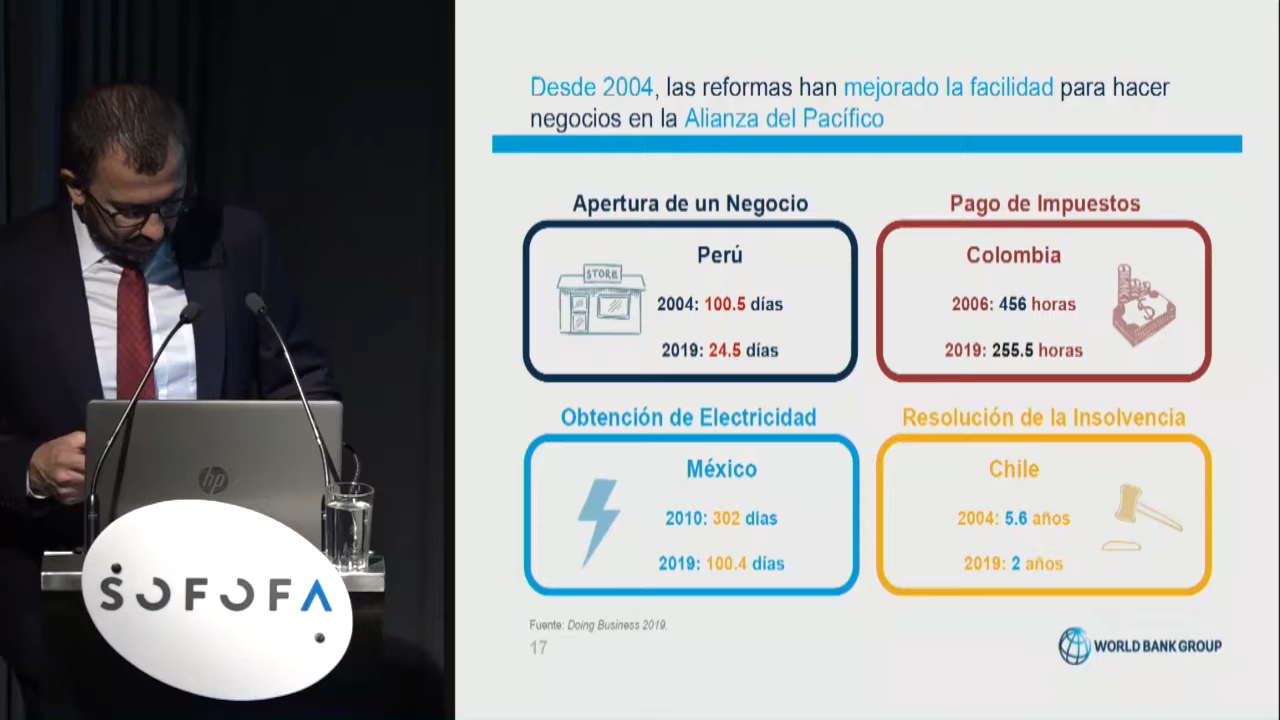 Desde 2004, las reformas han mejorado la facilidad para hacer
negocios en la Alianza del Pacífico
Apertura de un Negocio
STORE
Perú
2004: 100.5 días
2019: 24.5 días
Pago de Impuestos
Colombia
2006: 456 horas
2019: 255.5 horas
Obtención de Electricidad
México
2010: 302 días
2019: 100.4 días
Resolución de la Insolvencia
Chile
2004: 5.6 años
2019: 2 años
Fuente: Doing Business 2019.
17
WORLD BANK GROUP
hp
SOFOFA